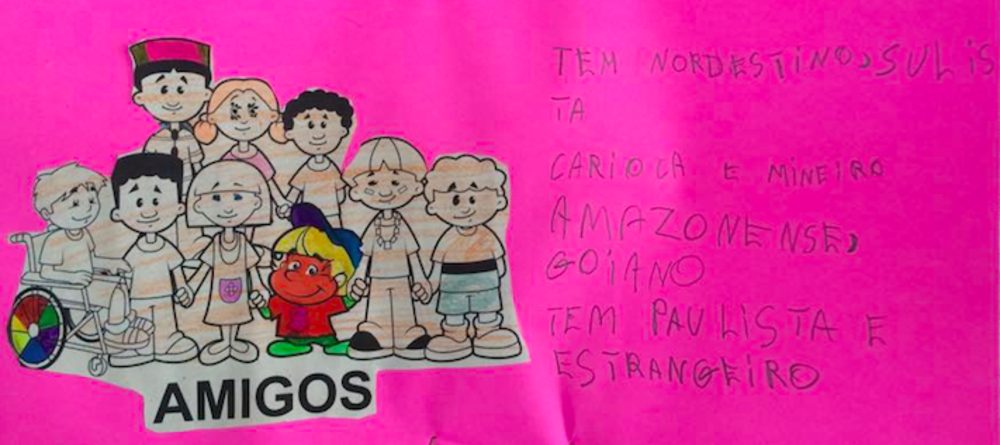 AMIGOS
TEM NORDESTINO, SULIS
TA
CARIOCA E MINEIRO
AMAZONENSE,
GOIANO
TEM PAULISTA E
ESTRANGEIRO